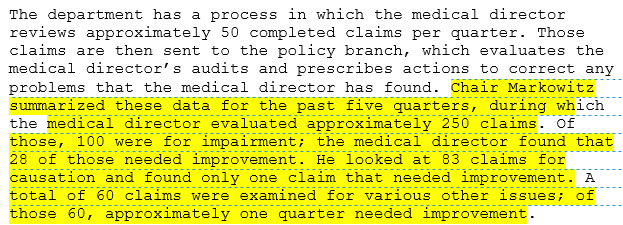 The department has a process in which the medical director
reviews approximately 50 completed claims per quarter. Those
claims are then sent to the policy branch, which evaluates the
medical director’s audits and prescribes actions to correct any
problems that the medical director has found. Chair Markowitz
summarized these data for the past five quarters, during which
the medical director evaluated approximately 250 claims. Of
those, 100 were for impairment; the medical director found that
28 of those needed improvement. He looked at 83 claims for
causation and found only one claim that needed improvement. A
total of 60 claims were examined for various other issues; of
those 60, approximately one quarter needed improvement.